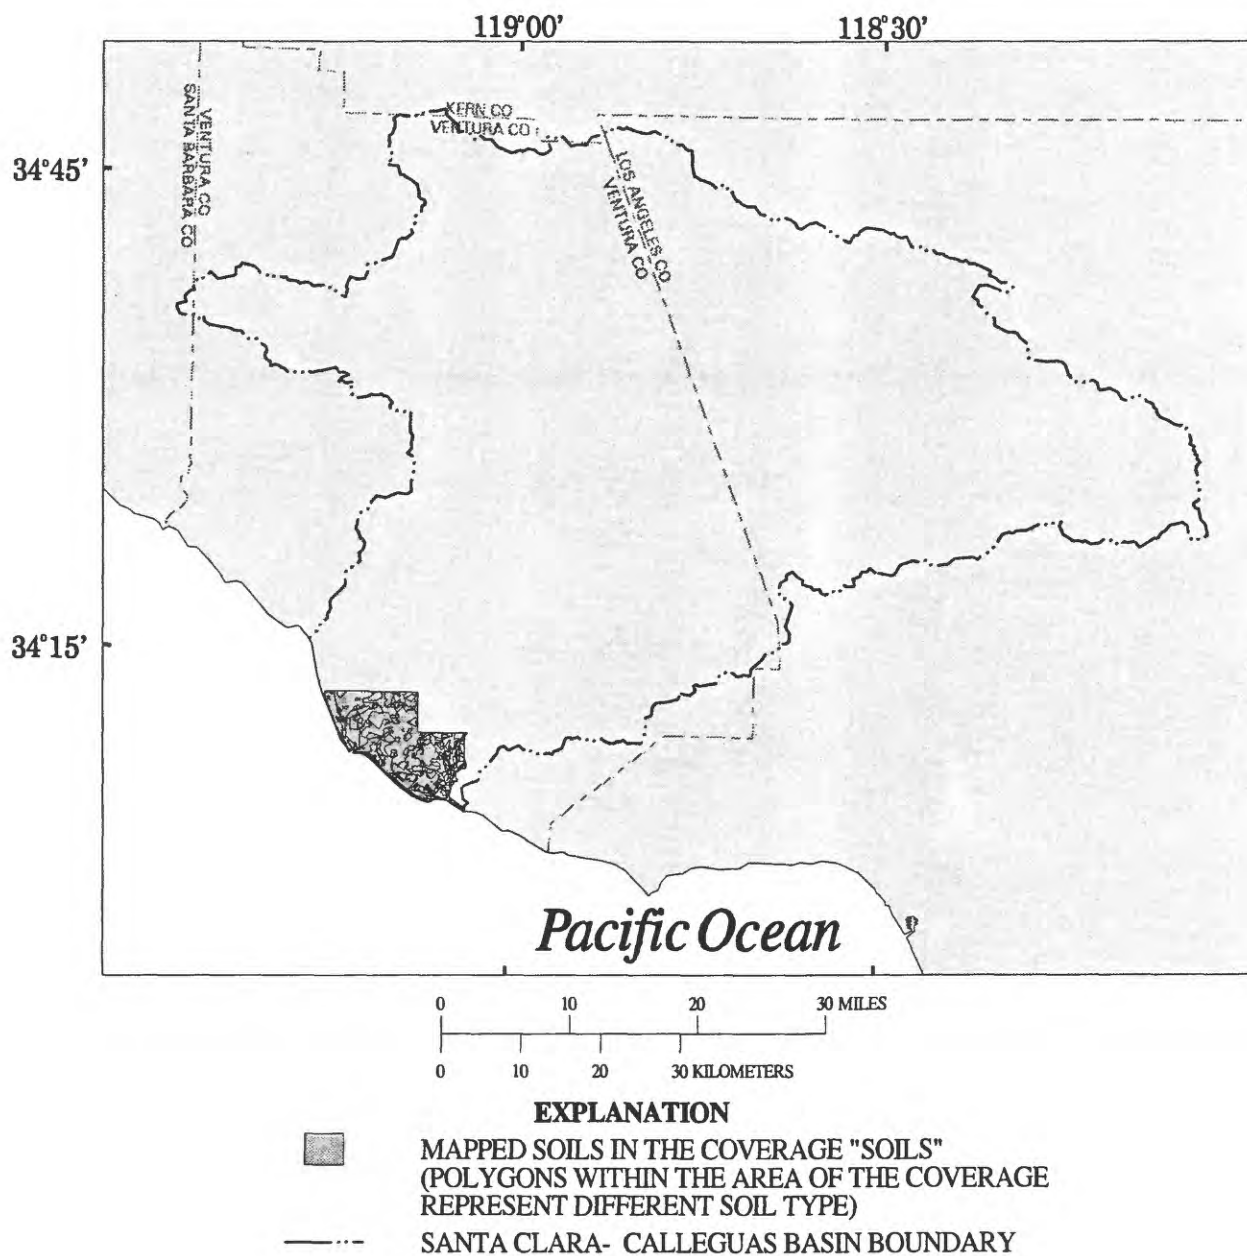 119°00' 118°30'
KERN CO
VENTURA CO
VENTURA CO
SANTA BARBARA CO
34°45'
LOS ANGELES CO
VENTURA CO
34°15'
Pacific Ocean
0 10 20 30 MILES
0 10 20 30 KILOMETERS
EXPLANATION
MAPPED SOILS IN THE COVERAGE "SOILS"
(POLYGONS WITHIN THE AREA OF THE COVERAGE
REPRESENT DIFFERENT SOIL TYPE)
SANTA CLARA- CALLEGUAS BASIN BOUNDARY